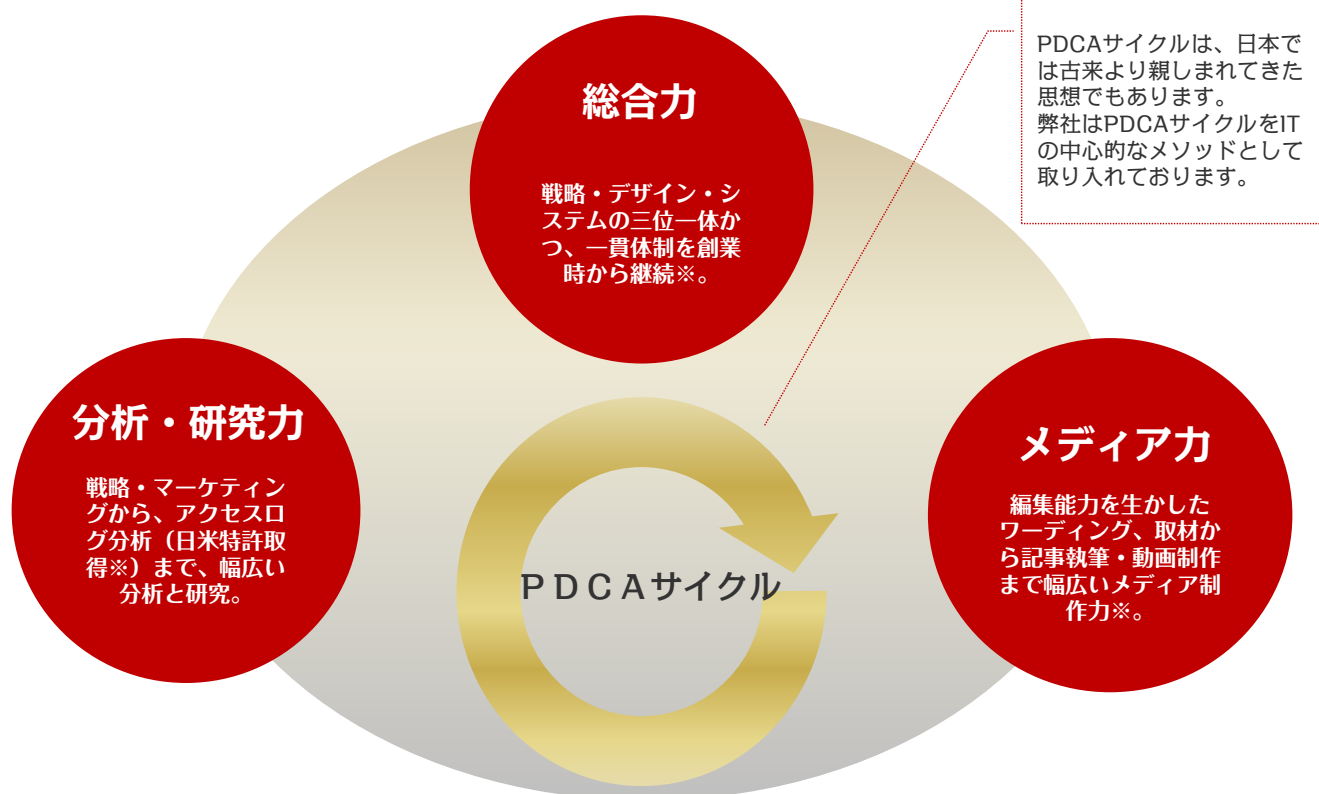 総合力
戦略・デザイン・シ
ステムの三位一体か
つ、一貫体制を創業
時から継続※。
PDCAサイクルは、日本で
は古来より親しまれてきた
思想でもあります。
弊社はPDCAサイクルをIT
の中心的なメソッドとして
取り入れております。
分析・研究力
戦略・マーケティン
グから、アクセスロ
グ分析（日米特許取
得※）まで、幅広い
分析と研究。
PDCAサイクル
メディア力
編集能力を生かした
ワーディング、取材か
ら記事執筆・動画制作
まで幅広いメディア制
作力※。